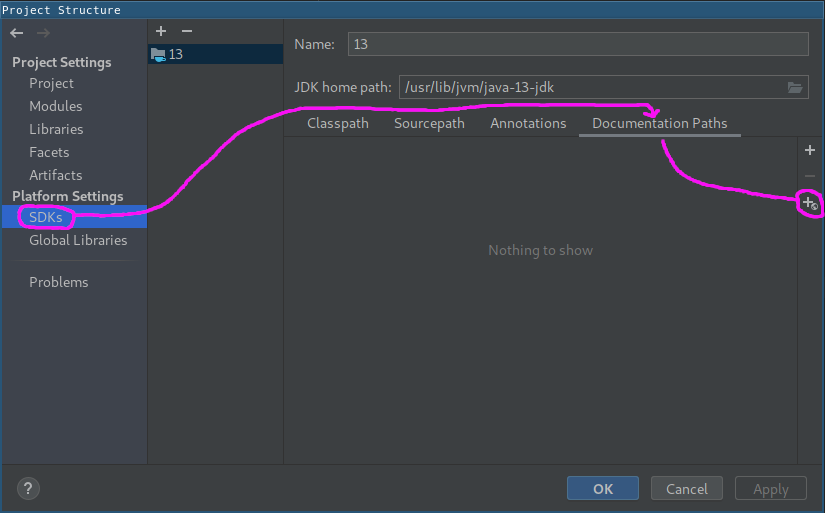 Project Structure
Project Settings
Project
Modules
Libraries
Facets
Artifacts
Platform Settings
SDKs
Global Libraries
Problems
13
Name: 13
JDK home path: /usr/lib/jvm/java-13-jdk
Classpath Sourcepath Annotations Documentation Paths
Nothing to show
? OK Cancel Apply